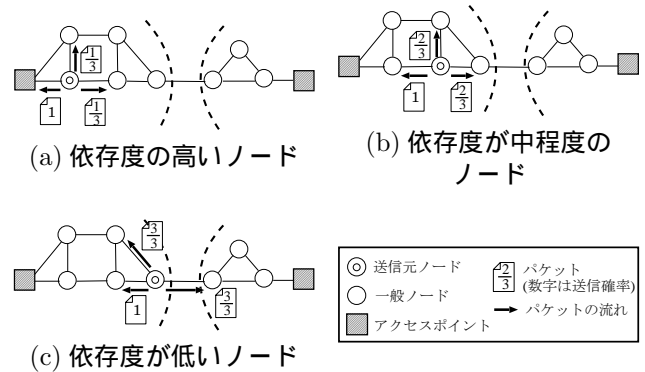 1
3
1
1
3
(a) 依存度の高いノード
2
3
1
2
3
(b) 依存度が中程度の
ノード
3
3
1
3
3
(c) 依存度が低いノード
送信元ノード
一般ノード
アクセスポイント
2
3
パケット
(数字は送信確率)
パケットの流れ